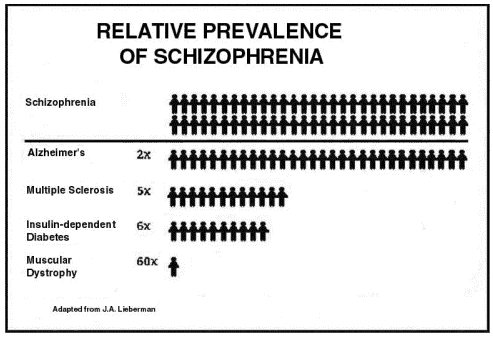 RELATIVE PREVALENCE
OF SCHIZOPHRENIA
Schizophrenia
Alzheimer's 2x
Multiple Sclerosis 5x
Insulin-dependent
Diabetes 6x
Muscular
Dystrophy 60x
Adapted from J.A. Lieberman